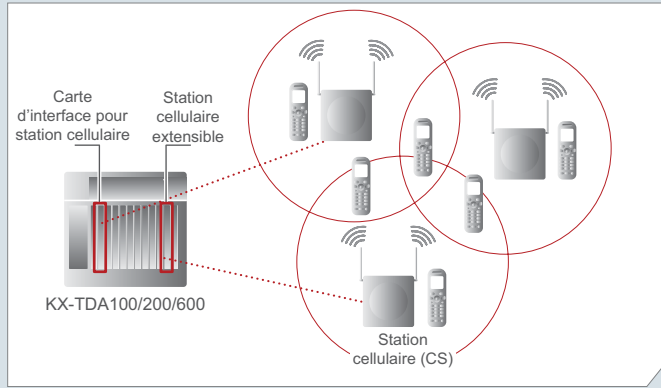 Carte
d'interface pour
station cellulaire
Station
cellulaire
extensible
KX-TDA100/200/600
Station
cellulaire (CS)